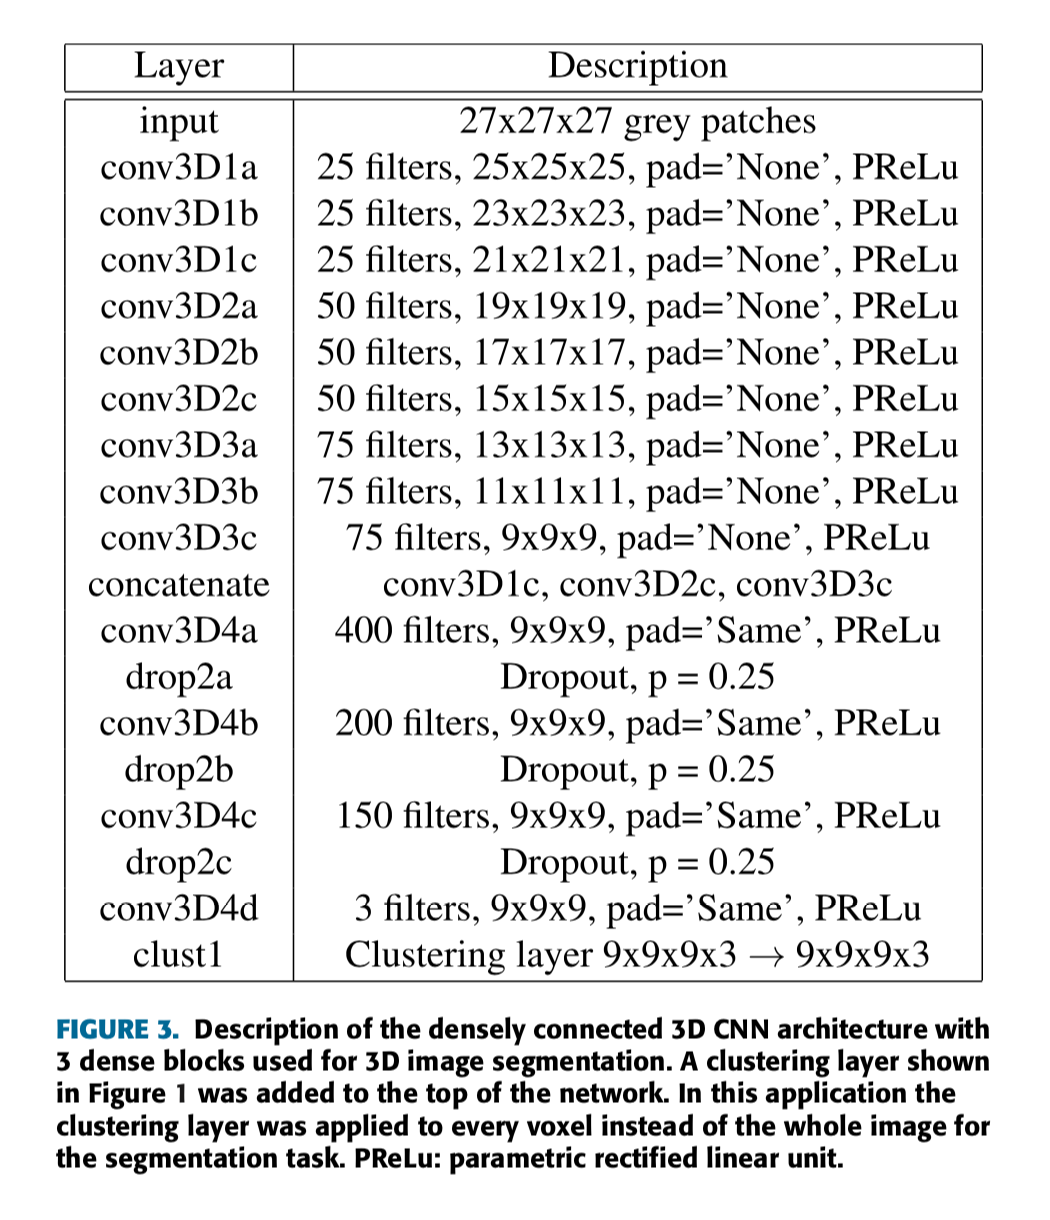 Layer Description
input 27x27x27 grey patches
conv3D1a 25 filters, 25x25x25, pad=’None’, PReLu
conv3D1b 25 filters, 23x23x23, pad=’None’, PReLu
conv3D1c 25 filters, 21x21x21, pad=’None’, PReLu
conv3D2a 50 filters, 19x19x19, pad=’None’, PReLu
conv3D2b 50 filters, 17x17x17, pad=’None’, PReLu
conv3D2c 50 filters, 15x15x15, pad=’None’, PReLu
conv3D3a 75 filters, 13x13x13, pad=’None’, PReLu
conv3D3b 75 filters, 11x11x11, pad=’None’, PReLu
conv3D3c 75 filters, 9x9x9, pad=’None’, PReLu
concatenate conv3D1c, conv3D2c, conv3D3c
conv3D4a 400 filters, 9x9x9, pad=’Same’, PReLu
drop2a Dropout, p = 0.25
conv3D4b 200 filters, 9x9x9, pad=’Same’, PReLu
drop2b Dropout, p = 0.25
conv3D4c 150 filters, 9x9x9, pad=’Same’, PReLu
drop2c Dropout, p = 0.25
conv3D4d 3 filters, 9x9x9, pad=’Same’, PReLu
clust1 Clustering layer 9x9x9x3 → 9x9x9x3
FIGURE 3. Description of the densely connected 3D CNN architecture with
3 dense blocks used for 3D image segmentation. A clustering layer shown
in Figure 1 was added to the top of the network. In this application the
clustering layer was applied to every voxel instead of the whole image for
the segmentation task. PReLu: parametric rectified linear unit.